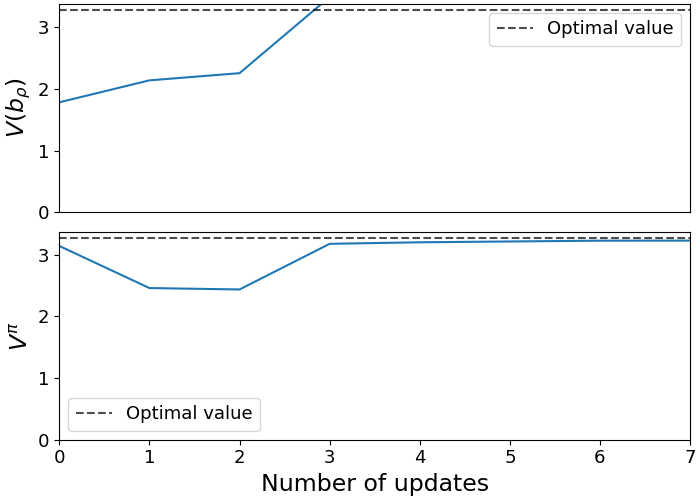 3
2
1
0
V(b_ρ)
Optimal value
3
2
1
0
V^π
Optimal value
0 1 2 3 4 5 6 7
Number of updates